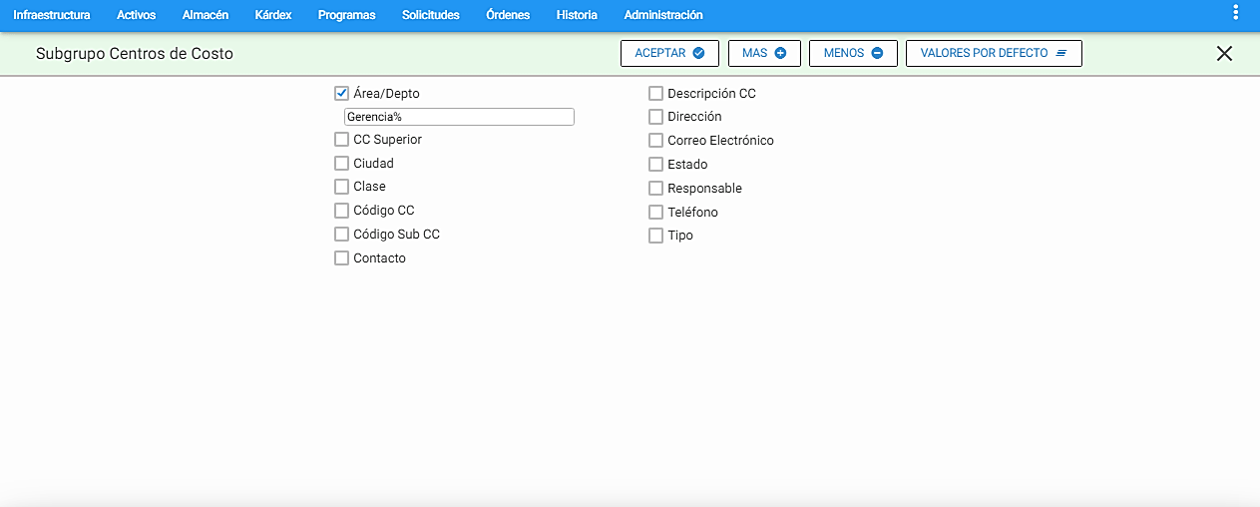 Infraestructura Activos Almacén Kárdex Programas Solicitudes Órdenes Historia Administración
Subgrupo Centros de Costo ACEPTAR MAS MENOS VALORES POR DEFECTO
Área/Depto
Gerencia%
CC Superior
Ciudad
Clase
Código CC
Código Sub CC
Contacto
Descripción CC
Dirección
Correo Electrónico
Estado
Responsable
Teléfono
Tipo